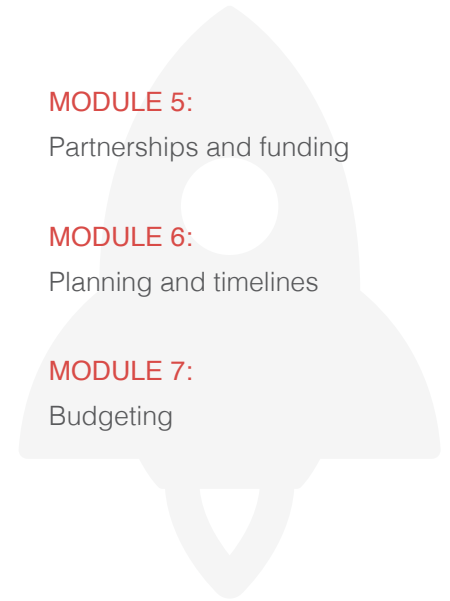 MODULE 5:
Partnerships and funding
MODULE 6:
Planning and timelines
MODULE 7:
Budgeting